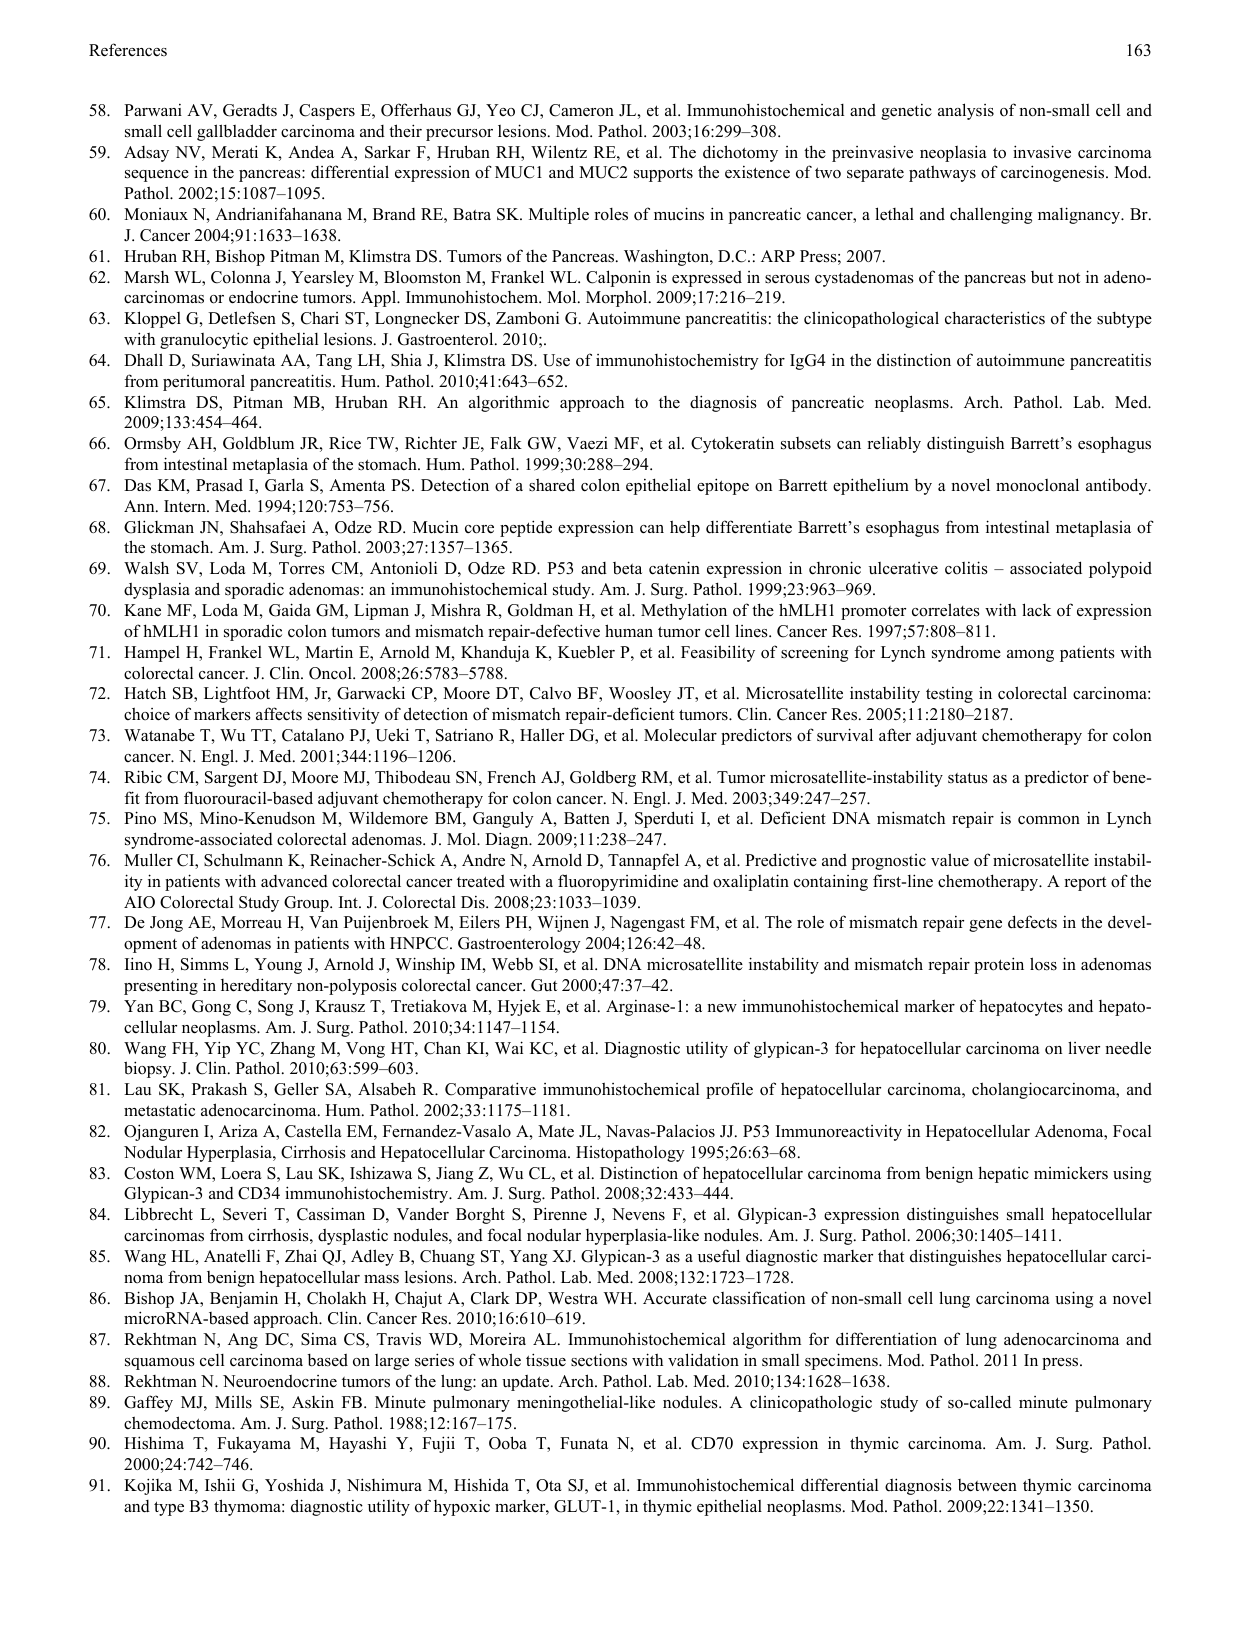 References 163
58. Parwani AV, Geradts J, Caspers E, Offerhaus GJ, Yeo CJ, Cameron JL, et al. Immunohistochemical and genetic analysis of non-small cell and
small cell gallbladder carcinoma and their precursor lesions. Mod. Pathol. 2003;16:299–308.
59. Adsay NV, Merati K, Andea A, Sarkar F, Hruban RH, Wilentz RE, et al. The dichotomy in the preinvasive neoplasia to invasive carcinoma
sequence in the pancreas: differential expression of MUC1 and MUC2 supports the existence of two separate pathways of carcinogenesis. Mod.
Pathol. 2002;15:1087–1095.
60. Moniaux N, Andrianifahanana M, Brand RE, Batra SK. Multiple roles of mucins in pancreatic cancer, a lethal and challenging malignancy. Br.
J. Cancer 2004;91:1633–1638.
61. Hruban RH, Bishop Pitman M, Klimstra DS. Tumors of the Pancreas. Washington, D.C.: ARP Press; 2007.
62. Marsh WL, Colonna J, Yearsley M, Bloomston M, Frankel WL. Calponin is expressed in serous cystadenomas of the pancreas but not in adeno-
carcinomas or endocrine tumors. Appl. Immunohistochem. Mol. Morphol. 2009;17:216–219.
63. Kloppel G, Detlefsen S, Chari ST, Longnecker DS, Zamboni G. Autoimmune pancreatitis: the clinicopathological characteristics of the subtype
with granulocytic epithelial lesions. J. Gastroenterol. 2010;.
64. Dhall D, Suriawinata AA, Tang LH, Shia J, Klimstra DS. Use of immunohistochemistry for IgG4 in the distinction of autoimmune pancreatitis
from peritumoral pancreatitis. Hum. Pathol. 2010;41:643–652.
65. Klimstra DS, Pitman MB, Hruban RH. An algorithmic approach to the diagnosis of pancreatic neoplasms. Arch. Pathol. Lab. Med.
2009;133:454–464.
66. Ormsby AH, Goldblum JR, Rice TW, Richter JE, Falk GW, Vaezi MF, et al. Cytokeratin subsets can reliably distinguish Barrett’s esophagus
from intestinal metaplasia of the stomach. Hum. Pathol. 1999;30:288–294.
67. Das KM, Prasad I, Garla S, Amenta PS. Detection of a shared colon epithelial epitope on Barrett epithelium by a novel monoclonal antibody.
Ann. Intern. Med. 1994;120:753–756.
68. Glickman JN, Shahsafaei A, Odze RD. Mucin core peptide expression can help differentiate Barrett’s esophagus from intestinal metaplasia of
the stomach. Am. J. Surg. Pathol. 2003;27:1357–1365.
69. Walsh SV, Loda M, Torres CM, Antonioli D, Odze RD. P53 and beta catenin expression in chronic ulcerative colitis – associated polypoid
dysplasia and sporadic adenomas: an immunohistochemical study. Am. J. Surg. Pathol. 1999;23:963–969.
70. Kane MF, Loda M, Gaida GM, Lipman J, Mishra R, Goldman H, et al. Methylation of the hMLH1 promoter correlates with lack of expression
of hMLH1 in sporadic colon tumors and mismatch repair-defective human tumor cell lines. Cancer Res. 1997;57:808–811.
71. Hampel H, Frankel WL, Martin E, Arnold M, Khanduja K, Kuebler P, et al. Feasibility of screening for Lynch syndrome among patients with
colorectal cancer. J. Clin. Oncol. 2008;26:5783–5788.
72. Hatch SB, Lightfoot HM, Jr, Garwacki CP, Moore DT, Calvo BF, Woosley JT, et al. Microsatellite instability testing in colorectal carcinoma:
choice of markers affects sensitivity of detection of mismatch repair-deficient tumors. Clin. Cancer Res. 2005;11:2180–2187.
73. Watanabe T, Wu TT, Catalano PJ, Ueki T, Satriano R, Haller DG, et al. Molecular predictors of survival after adjuvant chemotherapy for colon
cancer. N. Engl. J. Med. 2001;344:1196–1206.
74. Ribic CM, Sargent DJ, Moore MJ, Thibodeau SN, French AJ, Goldberg RM, et al. Tumor microsatellite-instability status as a predictor of bene-
fit from fluorouracil-based adjuvant chemotherapy for colon cancer. N. Engl. J. Med. 2003;349:247–257.
75. Pino MS, Mino-Kenudson M, Wildemore BM, Ganguly A, Batten J, Sperduti I, et al. Deficient DNA mismatch repair is common in Lynch
syndrome-associated colorectal adenomas. J. Mol. Diagn. 2009;11:238–247.
76. Muller CI, Schulmann K, Reinacher-Schick A, Andre N, Arnold D, Tannapfel A, et al. Predictive and prognostic value of microsatellite instabil-
ity in patients with advanced colorectal cancer treated with a fluoropyrimidine and oxaliplatin containing first-line chemotherapy. A report of the
AIO Colorectal Study Group. Int. J. Colorectal Dis. 2008;23:1033–1039.
77. De Jong AE, Morreau H, Van Puijenbroek M, Eilers PH, Wijnen J, Nagengast FM, et al. The role of mismatch repair gene defects in the devel-
opment of adenomas in patients with HNPCC. Gastroenterology 2004;126:42–48.
78. Iino H, Simms L, Young J, Arnold J, Winship IM, Webb SI, et al. DNA microsatellite instability and mismatch repair protein loss in adenomas
presenting in hereditary non-polyposis colorectal cancer. Gut 2000;47:37–42.
79. Yan BC, Gong C, Song J, Krausz T, Tretiakova M, Hyjek E, et al. Arginase-1: a new immunohistochemical marker of hepatocytes and hepato-
cellular neoplasms. Am. J. Surg. Pathol. 2010;34:1147–1154.
80. Wang FH, Yip YC, Zhang M, Vong HT, Chan KI, Wai KC, et al. Diagnostic utility of glypican-3 for hepatocellular carcinoma on liver needle
biopsy. J. Clin. Pathol. 2010;63:599–603.
81. Lau SK, Prakash S, Geller SA, Alsabeh R. Comparative immunohistochemical profile of hepatocellular carcinoma, cholangiocarcinoma, and
metastatic adenocarcinoma. Hum. Pathol. 2002;33:1175–1181.
82. Ojanguren I, Ariza A, Castella EM, Fernandez-Vasalo A, Mate JL, Navas-Palacios JJ. P53 Immunoreactivity in Hepatocellular Adenoma, Focal
Nodular Hyperplasia, Cirrhosis and Hepatocellular Carcinoma. Histopathology 1995;26:63–68.
83. Coston WM, Loera S, Lau SK, Ishizawa S, Jiang Z, Wu CL, et al. Distinction of hepatocellular carcinoma from benign hepatic mimickers using
Glypican-3 and CD34 immunohistochemistry. Am. J. Surg. Pathol. 2008;32:433–444.
84. Libbrecht L, Severi T, Cassiman D, Vander Borght S, Pirenne J, Nevens F, et al. Glypican-3 expression distinguishes small hepatocellular
carcinomas from cirrhosis, dysplastic nodules, and focal nodular hyperplasia-like nodules. Am. J. Surg. Pathol. 2006;30:1405–1411.
85. Wang HL, Anatelli F, Zhai QJ, Adley B, Chuang ST, Yang XJ. Glypican-3 as a useful diagnostic marker that distinguishes hepatocellular carci-
noma from benign hepatocellular mass lesions. Arch. Pathol. Lab. Med. 2008;132:1723–1728.
86. Bishop JA, Benjamin H, Cholakh H, Chajut A, Clark DP, Westra WH. Accurate classification of non-small cell lung carcinoma using a novel
microRNA-based approach. Clin. Cancer Res. 2010;16:610–619.
87. Rekhtman N, Ang DC, Sima CS, Travis WD, Moreira AL. Immunohistochemical algorithm for differentiation of lung adenocarcinoma and
squamous cell carcinoma based on large series of whole tissue sections with validation in small specimens. Mod. Pathol. 2011 In press.
88. Rekhtman N. Neuroendocrine tumors of the lung: an update. Arch. Pathol. Lab. Med. 2010;134:1628–1638.
89. Gaffey MJ, Mills SE, Askin FB. Minute pulmonary meningothelial-like nodules. A clinicopathologic study of so-called minute pulmonary
chemodectoma. Am. J. Surg. Pathol. 1988;12:167–175.
90. Hishima T, Fukayama M, Hayashi Y, Fujii T, Ooba T, Funata N, et al. CD70 expression in thymic carcinoma. Am. J. Surg. Pathol.
2000;24:742–746.
91. Kojika M, Ishii G, Yoshida J, Nishimura M, Hishida T, Ota SJ, et al. Immunohistochemical differential diagnosis between thymic carcinoma
and type B3 thymoma: diagnostic utility of hypoxic marker, GLUT-1, in thymic epithelial neoplasms. Mod. Pathol. 2009;22:1341–1350.